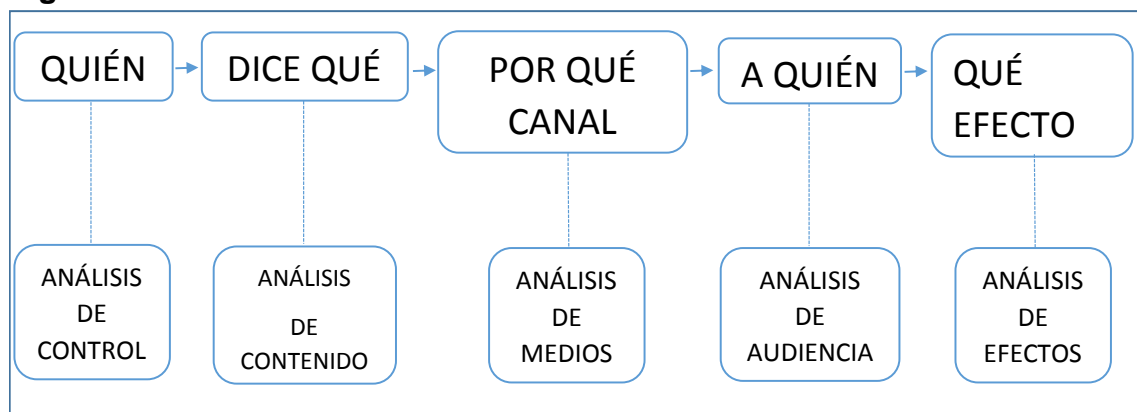 QUIÉN
DICE QUÉ
POR QUÉ
CANAL
A QUIÉN
QUÉ
EFECTO
ANÁLISIS
DE
CONTROL
ANÁLISIS
DE
CONTENIDO
ANÁLISIS
DE
MEDIOS
ANÁLISIS
DE
AUDIENCIA
ANÁLISIS
DE
EFECTOS